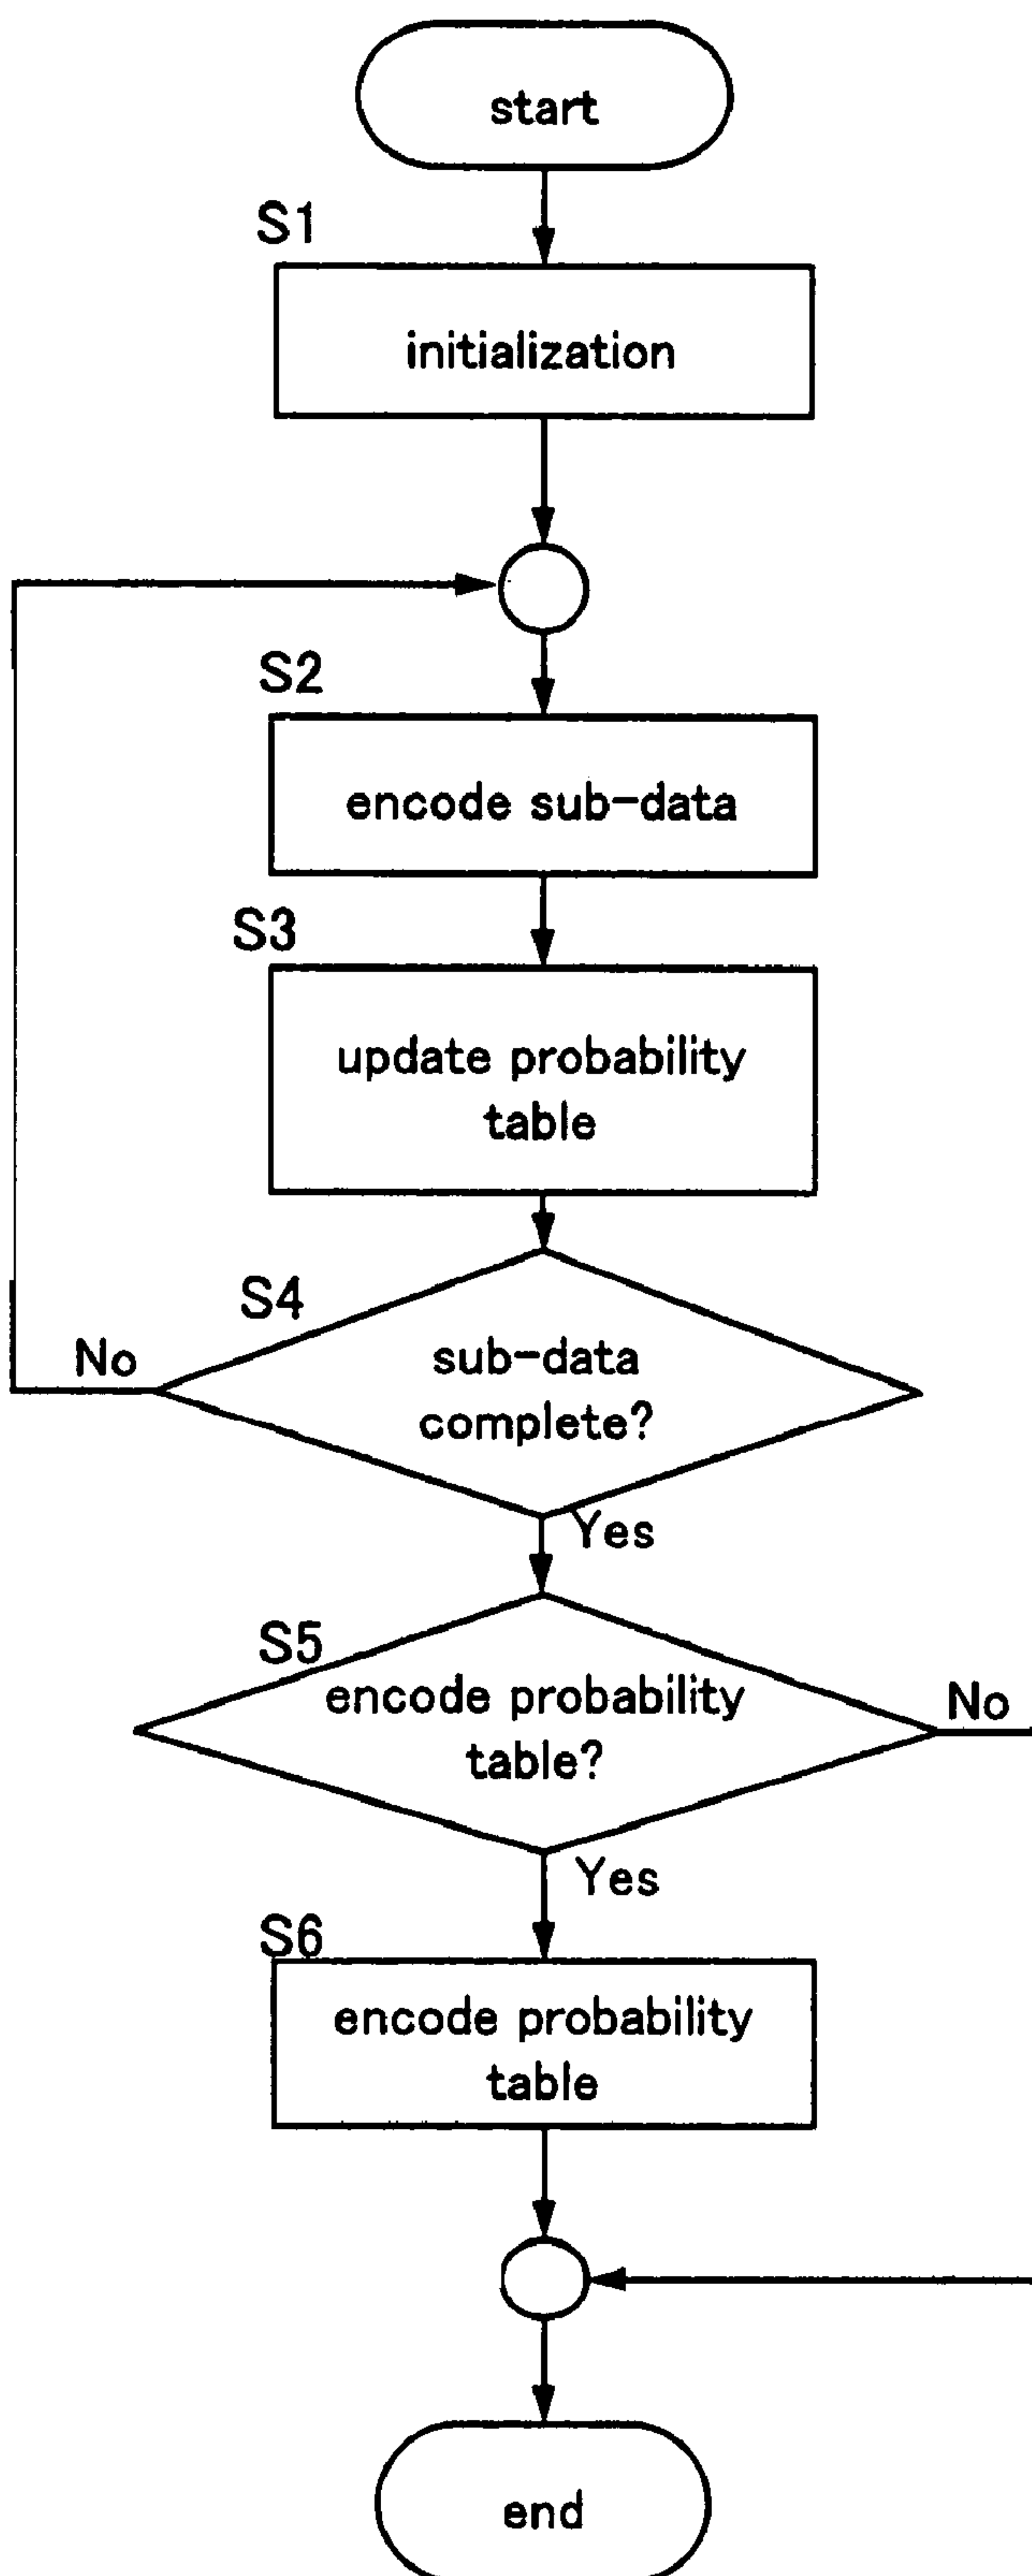 start
S1
initialization
S2
encode sub-data
S3
update probability
table
S4
No
sub-data
complete?
Yes
S5
encode probability
table?
No
Yes
S6
encode probability
table
end